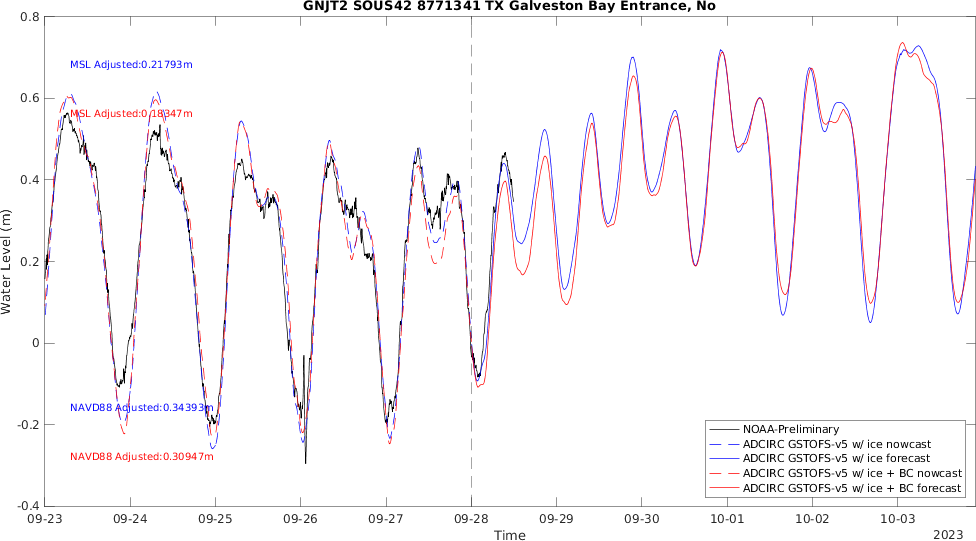 GNJT2 SOUS42 8771341 TX Galveston Bay Entrance, No
0.8
0.6
0.4
0.2
0
-0.2
-0.4
Water Level (m)
MSL Adjusted:0.21793m
MSL Adjusted:0.18347m
NAVD88 Adjusted:0.34393m
NAVD88 Adjusted:0.30947m
NOAA-Preliminary
ADCIRC GSTOFS-v5 w/ ice nowcast
ADCIRC GSTOFS-v5 w/ ice forecast
ADCIRC GSTOFS-v5 w/ ice + BC nowcast
ADCIRC GSTOFS-v5 w/ ice + BC forecast
09-23 09-24 09-25 09-26 09-27 09-28 09-29 09-30 10-01 10-02 10-03
Time
2023